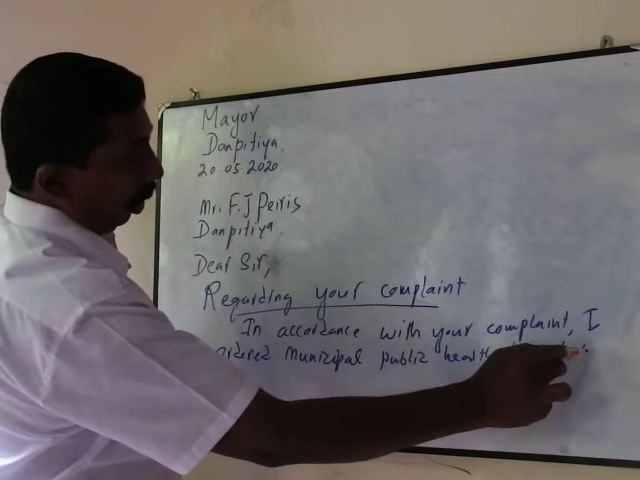 Mayor
Danpitiya.
20.05.2020.
Mr. F.J Peiris
Danpitiya.
Dear Sir,
Regarding your complaint
In accordance with your complaint, I
ordered Municipal public health